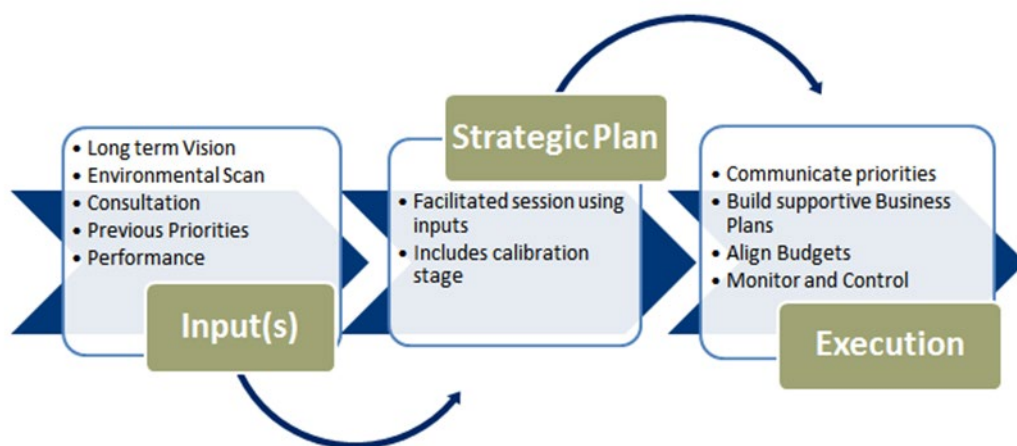 • Long term Vision
• Environmental Scan
• Consultation
• Previous Priorities
• Performance
Input(s)
Strategic Plan
• Facilitated session using
inputs
• Includes calibration
stage
• Communicate priorities
• Build supportive Business
Plans
• Align Budgets
• Monitor and Control
Execution